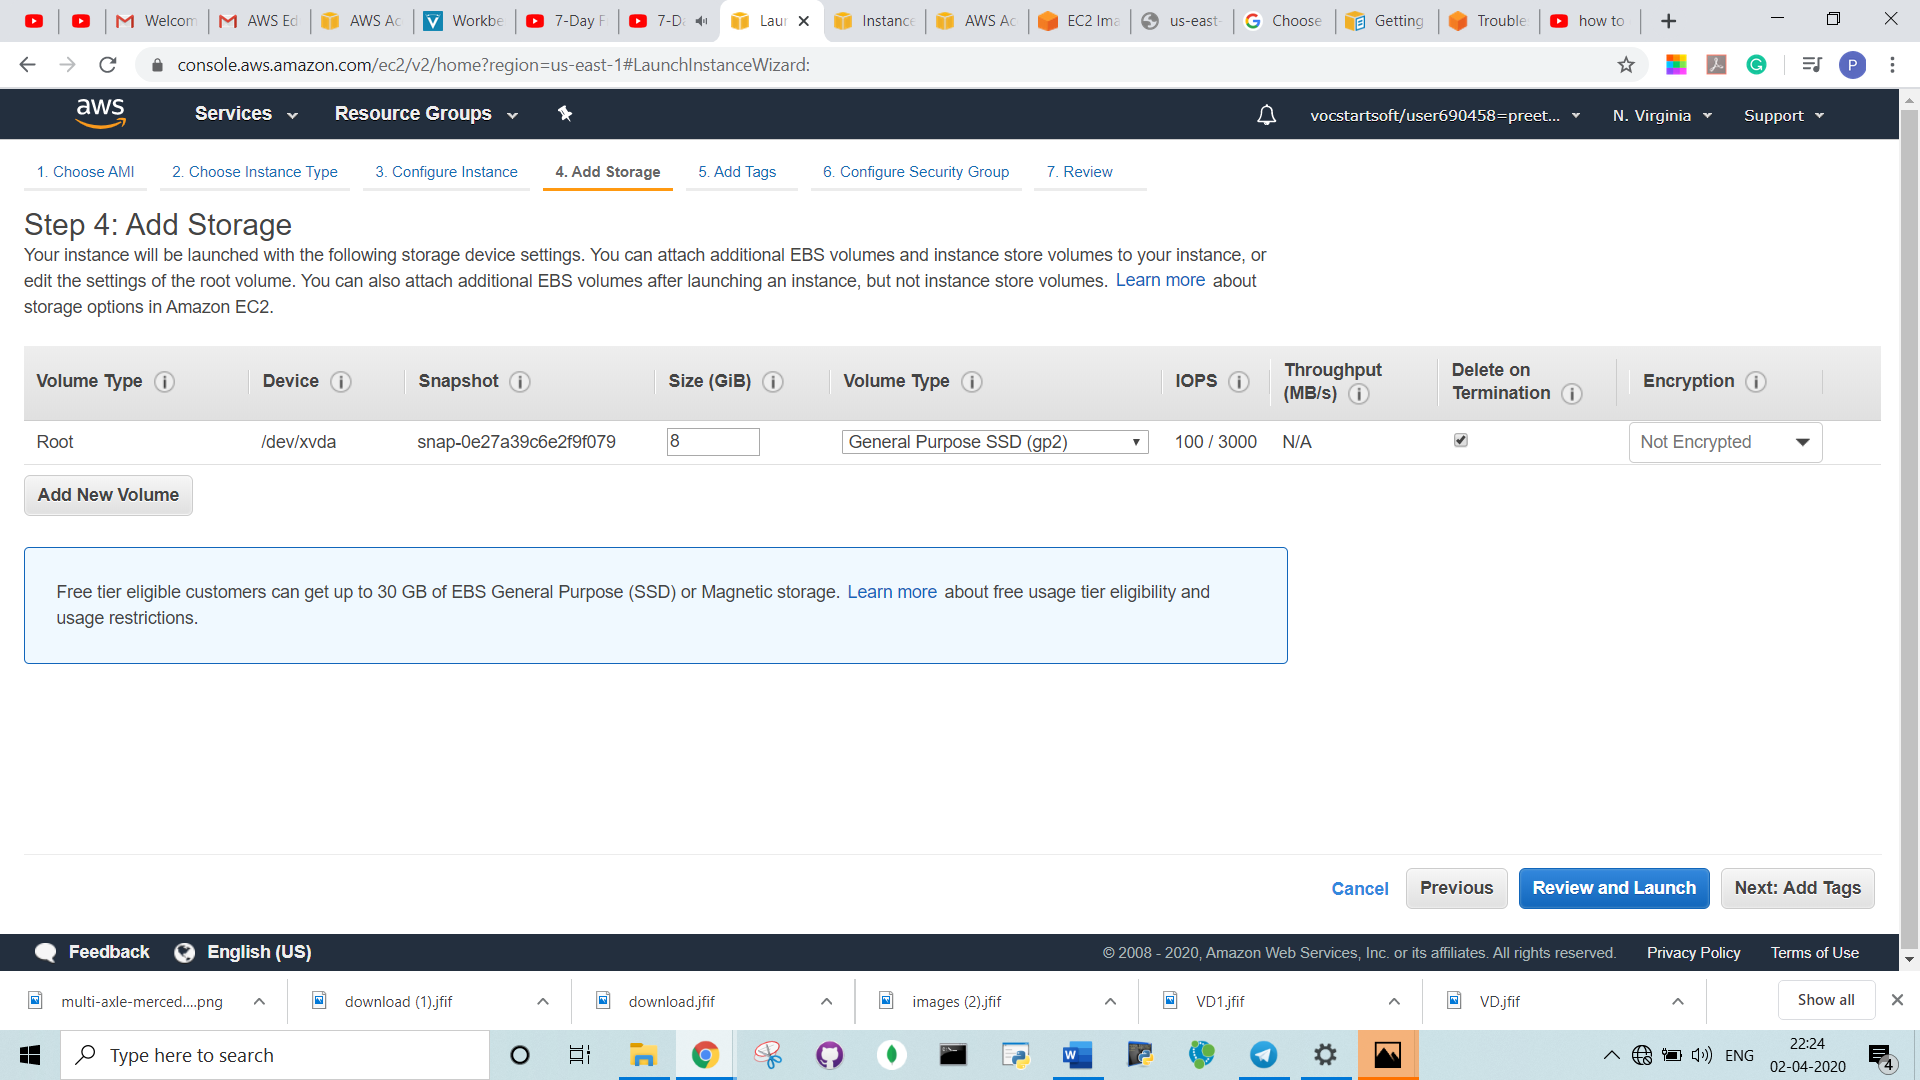 Welcom
AWS Ed
AWS Ac
Workbe
7-Day F
7-Da
Laun
Instance
AWS Ac
EC2 Ima
us-east-
Choose
Getting
Trouble
how to
console.aws.amazon.com/ec2/v2/home?region=us-east-1#LaunchInstanceWizard:
P
aws
Services
Resource Groups
vocstartsoft/user690458=preet...
N. Virginia
Support
1. Choose AMI
2. Choose Instance Type
3. Configure Instance
4. Add Storage
5. Add Tags
6. Configure Security Group
7. Review
Step 4: Add Storage
Your instance will be launched with the following storage device settings. You can attach additional EBS volumes and instance store volumes to your instance, or
edit the settings of the root volume. You can also attach additional EBS volumes after launching an instance, but not instance store volumes. Learn more about
storage options in Amazon EC2.
Volume Type
Device
Snapshot
Size (GiB)
Volume Type
IOPS
Throughput
(MB/s)
Delete on
Termination
Encryption
Root
/dev/xvda
snap-0e27a39c6e2f9f079
8
General Purpose SSD (gp2)
100 / 3000
N/A
Not Encrypted
Add New Volume
Free tier eligible customers can get up to 30 GB of EBS General Purpose (SSD) or Magnetic storage. Learn more about free usage tier eligibility and
usage restrictions.
Cancel
Previous
Review and Launch
Next: Add Tags
Feedback
English (US)
© 2008 - 2020, Amazon Web Services, Inc. or its affiliates. All rights reserved.
Privacy Policy
Terms of Use
multi-axle-merced....png
download (1).jfif
download.jfif
images (2).jfif
VD1.jfif
VD.jfif
Show all
Type here to search
ENG
22:24
02-04-2020
4